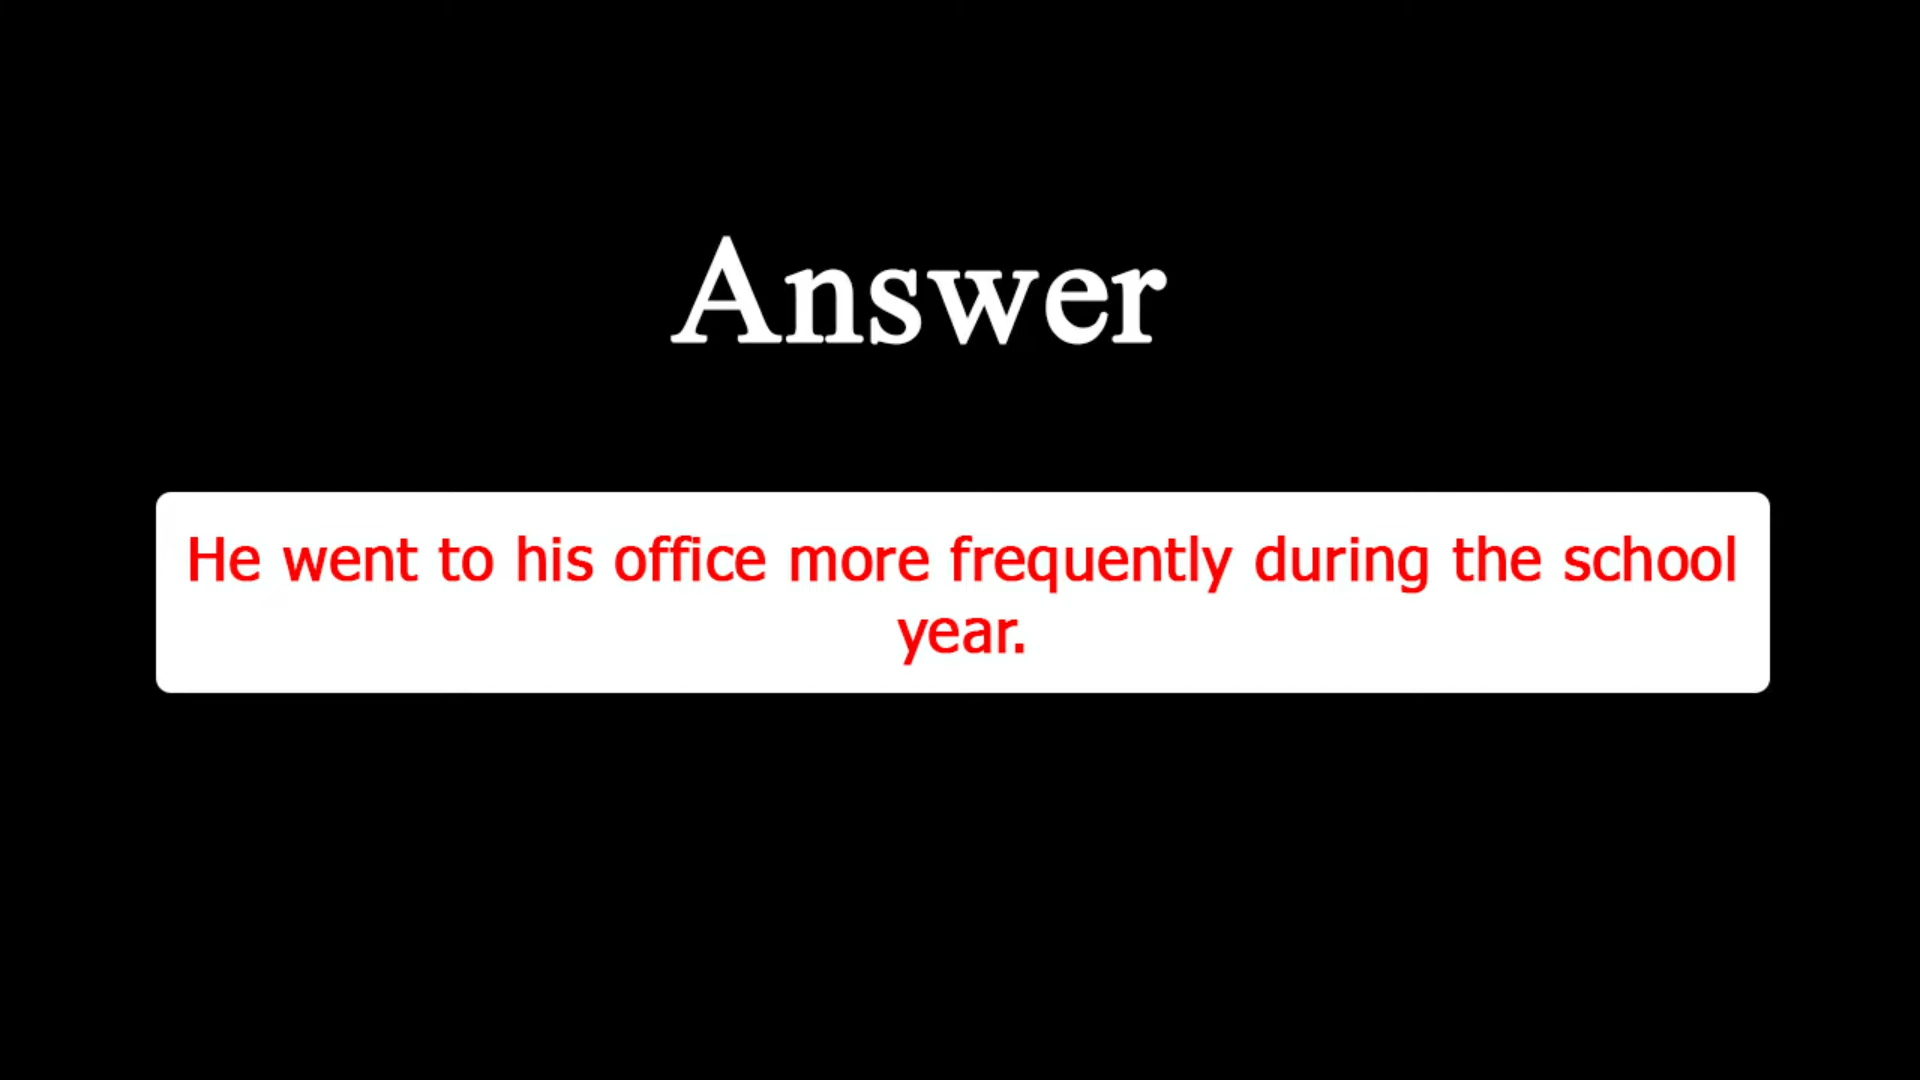 Answer
He went to his office more frequently during the school
year.